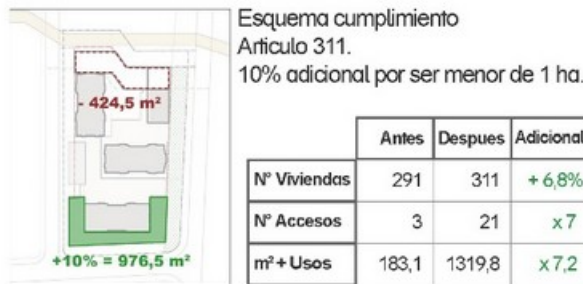 Esquema cumplimiento
Articulo 311.
10% adicional por ser menor de 1 ha.
- 424,5 m²
+10% = 976,5 m²
Antes Despues Adicional
Nº Viviendas 291 311 + 6,8%
Nº Accesos 3 21 x 7
m² + Usos 183,1 1319,8 x 7,2